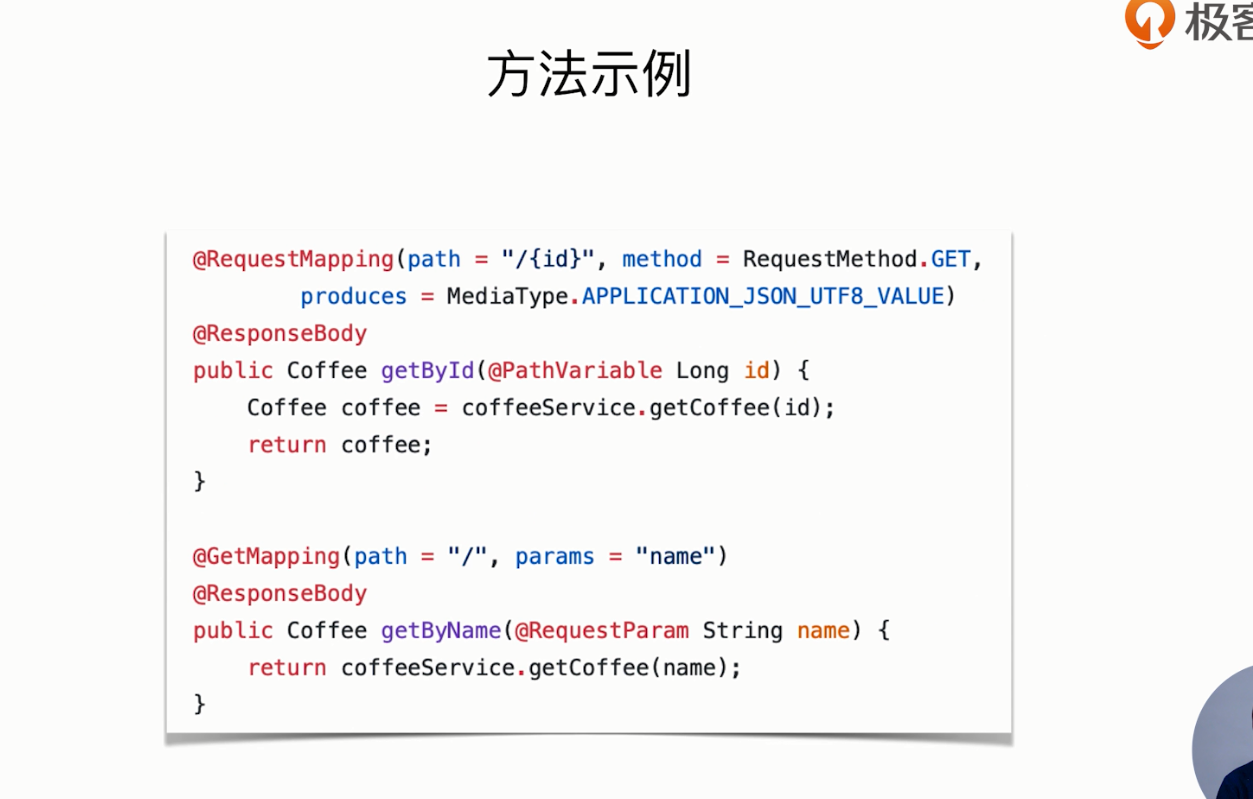 极客
方法示例
@RequestMapping(path = "/{id}", method = RequestMethod.GET,
        produces = MediaType.APPLICATION_JSON_UTF8_VALUE)
@ResponseBody
public Coffee getById(@PathVariable Long id) {
    Coffee coffee = coffeeService.getCoffee(id);
    return coffee;
}

@GetMapping(path = "/", params = "name")
@ResponseBody
public Coffee getByName(@RequestParam String name) {
    return coffeeService.getCoffee(name);
}